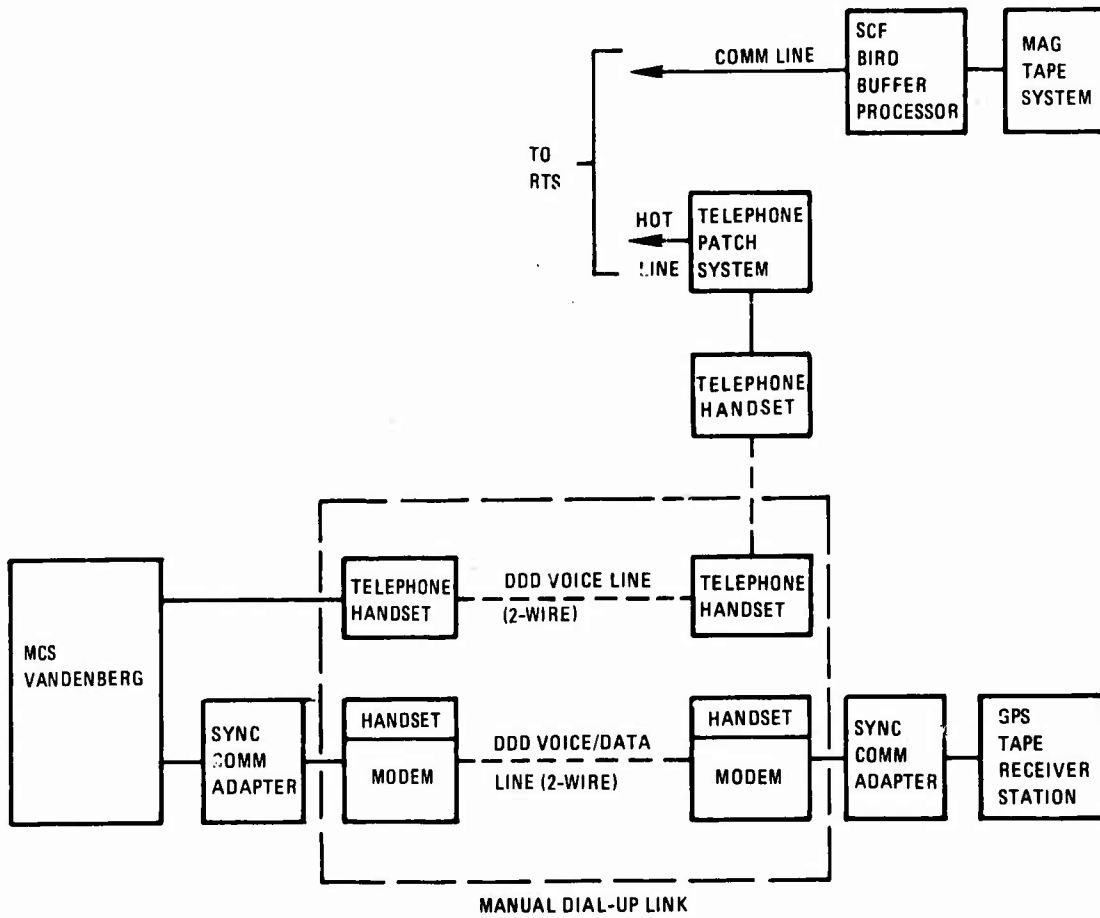 SCF
BIRD
BUFFER
PROCESSOR
MAG
TAPE
SYSTEM
COMM LINE
TO
RTS
HOT
LINE
TELEPHONE
PATCH
SYSTEM
TELEPHONE
HANDSET
MCS
VANDENBERG
TELEPHONE
HANDSET
DDD VOICE LINE
(2-WIRE)
TELEPHONE
HANDSET
SYNC
COMM
ADAPTER
HANDSET
MODEM
DDD VOICE/DATA
LINE (2-WIRE)
HANDSET
MODEM
SYNC
COMM
ADAPTER
GPS
TAPE
RECEIVER
STATION
MANUAL DIAL-UP LINK